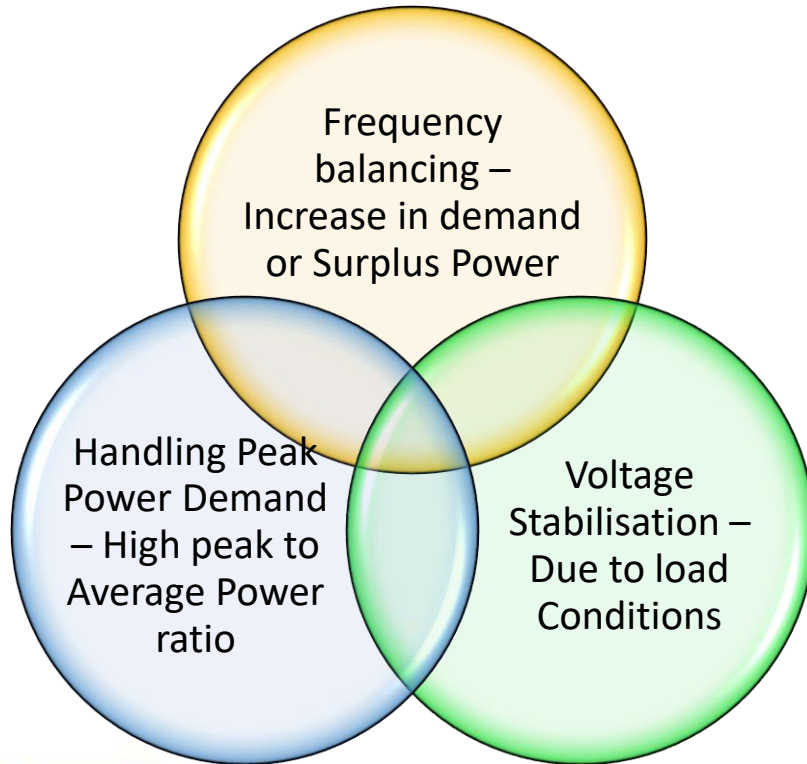 Frequency
balancing –
Increase in demand
or Surplus Power
Handling Peak
Power Demand
– High peak to
Average Power
ratio
Voltage
Stabilisation –
Due to load
Conditions